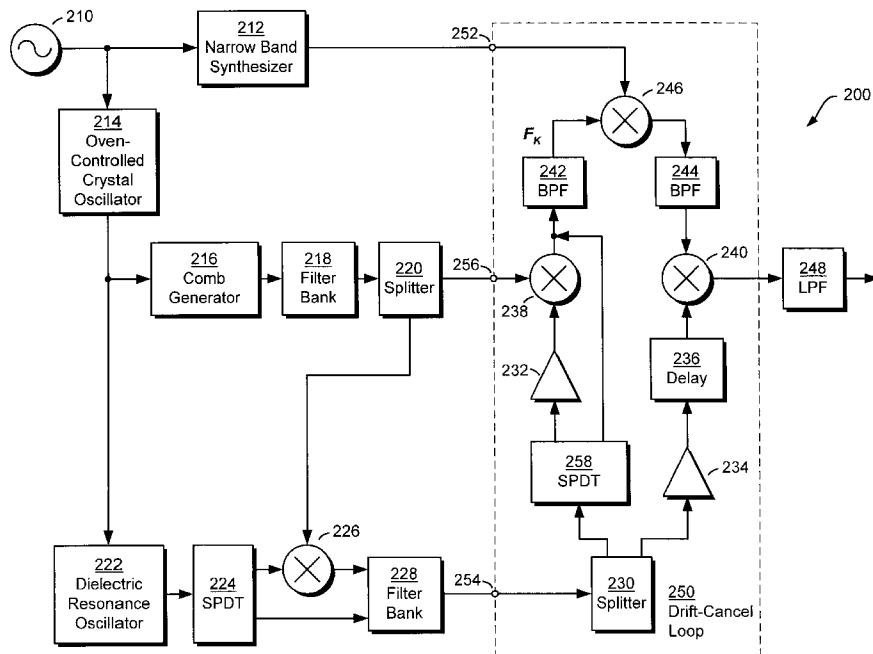 210
212
Narrow Band
Synthesizer
252
246
200
214
Oven-
Controlled
Crystal
Oscillator
F_K
242
BPF
244
BPF
216
Comb
Generator
218
Filter
Bank
220
Splitter
256
238
240
248
LPF
232
236
Delay
258
SPDT
234
226
222
Dielectric
Resonance
Oscillator
224
SPDT
228
Filter
Bank
254
230
Splitter
250
Drift-Cancel
Loop